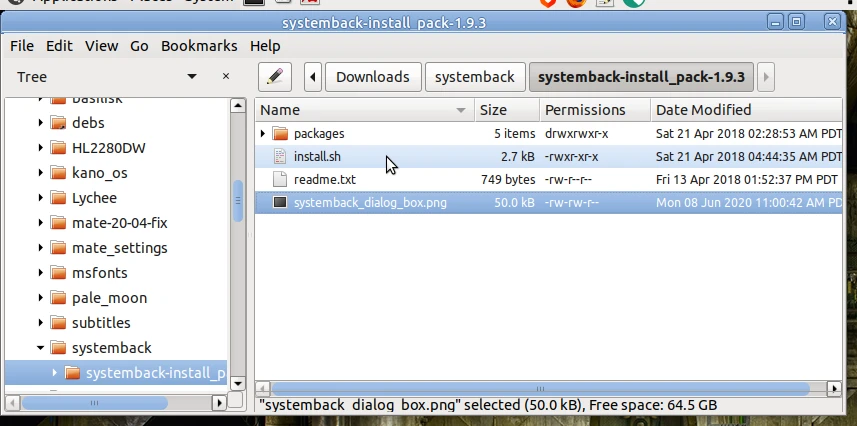 Applications Places System
systemback-install_pack-1.9.3
File Edit View Go Bookmarks Help
Tree
Downloads systemback systemback-install_pack-1.9.3
Name Size Permissions Date Modified
packages 5 items drwxrwxr-x Sat 21 Apr 2018 02:28:53 AM PDT
install.sh 2.7 kB -rwxr-xr-x Sat 21 Apr 2018 04:44:35 AM PDT
readme.txt 749 bytes -rw-r--r-- Fri 13 Apr 2018 01:52:37 PM PDT
systemback_dialog_box.png 50.0 kB -rw-rw-r-- Mon 08 Jun 2020 11:00:42 AM PD
basilisk
debs
HL2280DW
kano_os
Lychee
mate-20-04-fix
mate_settings
msfonts
pale_moon
subtitles
systemback
systemback-install_p
"systemback_dialog_box.png" selected (50.0 kB), Free space: 64.5 GB